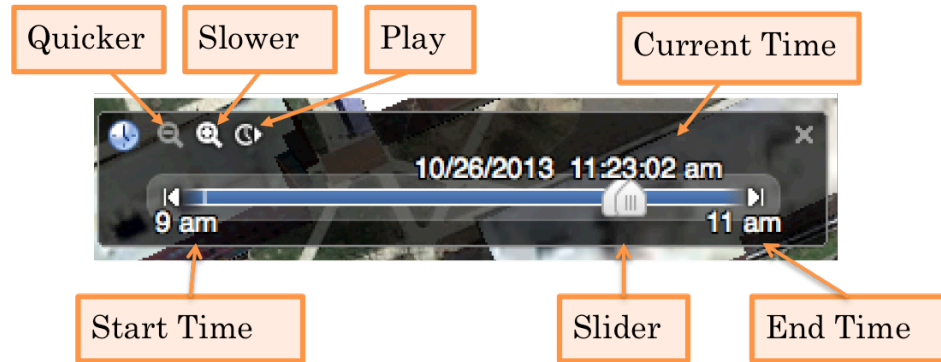 Quicker
Slower
Play
Current Time
10/26/2013 11:23:02 am
9 am
11 am
Start Time
Slider
End Time